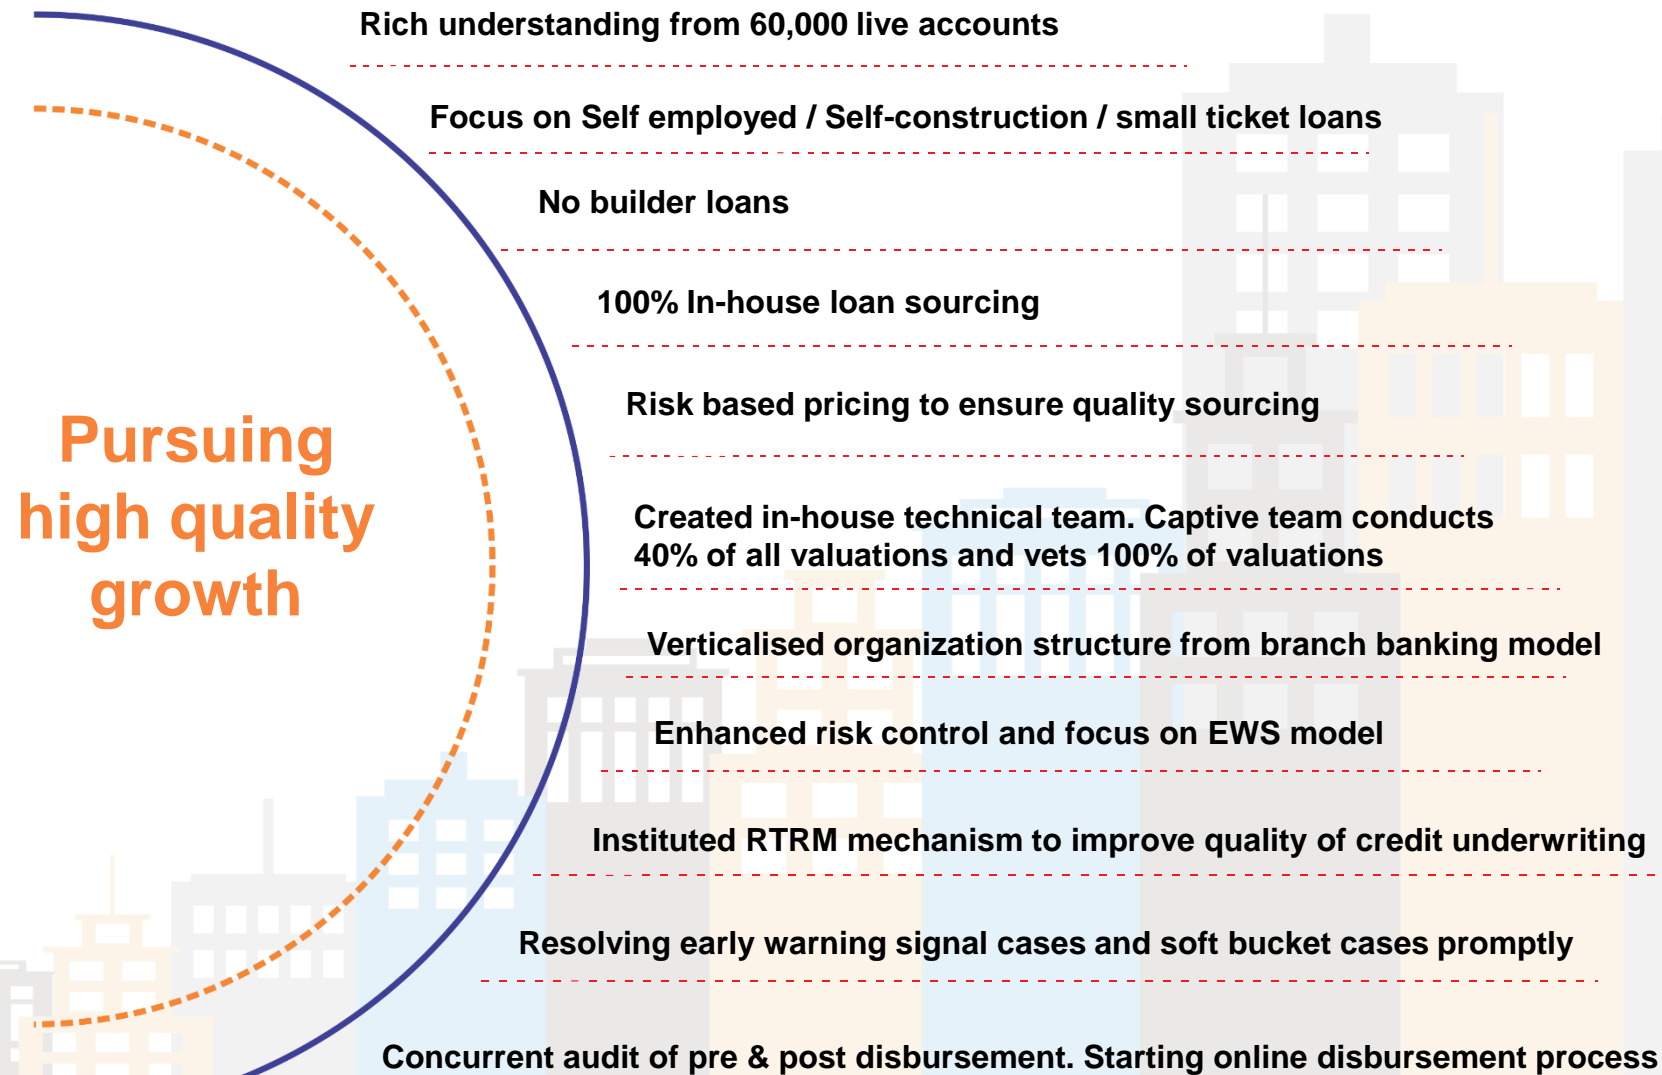 Rich understanding from 60,000 live accounts
Focus on Self employed / Self-construction / small ticket loans
No builder loans
100% In-house loan sourcing
Risk based pricing to ensure quality sourcing
Pursuing
high quality
growth
Created in-house technical team. Captive team conducts
40% of all valuations and vets 100% of valuations
Verticalised organization structure from branch banking model
Enhanced risk control and focus on EWS model
Instituted RTRM mechanism to improve quality of credit underwriting
Resolving early warning signal cases and soft bucket cases promptly
Concurrent audit of pre & post disbursement. Starting online disbursement process